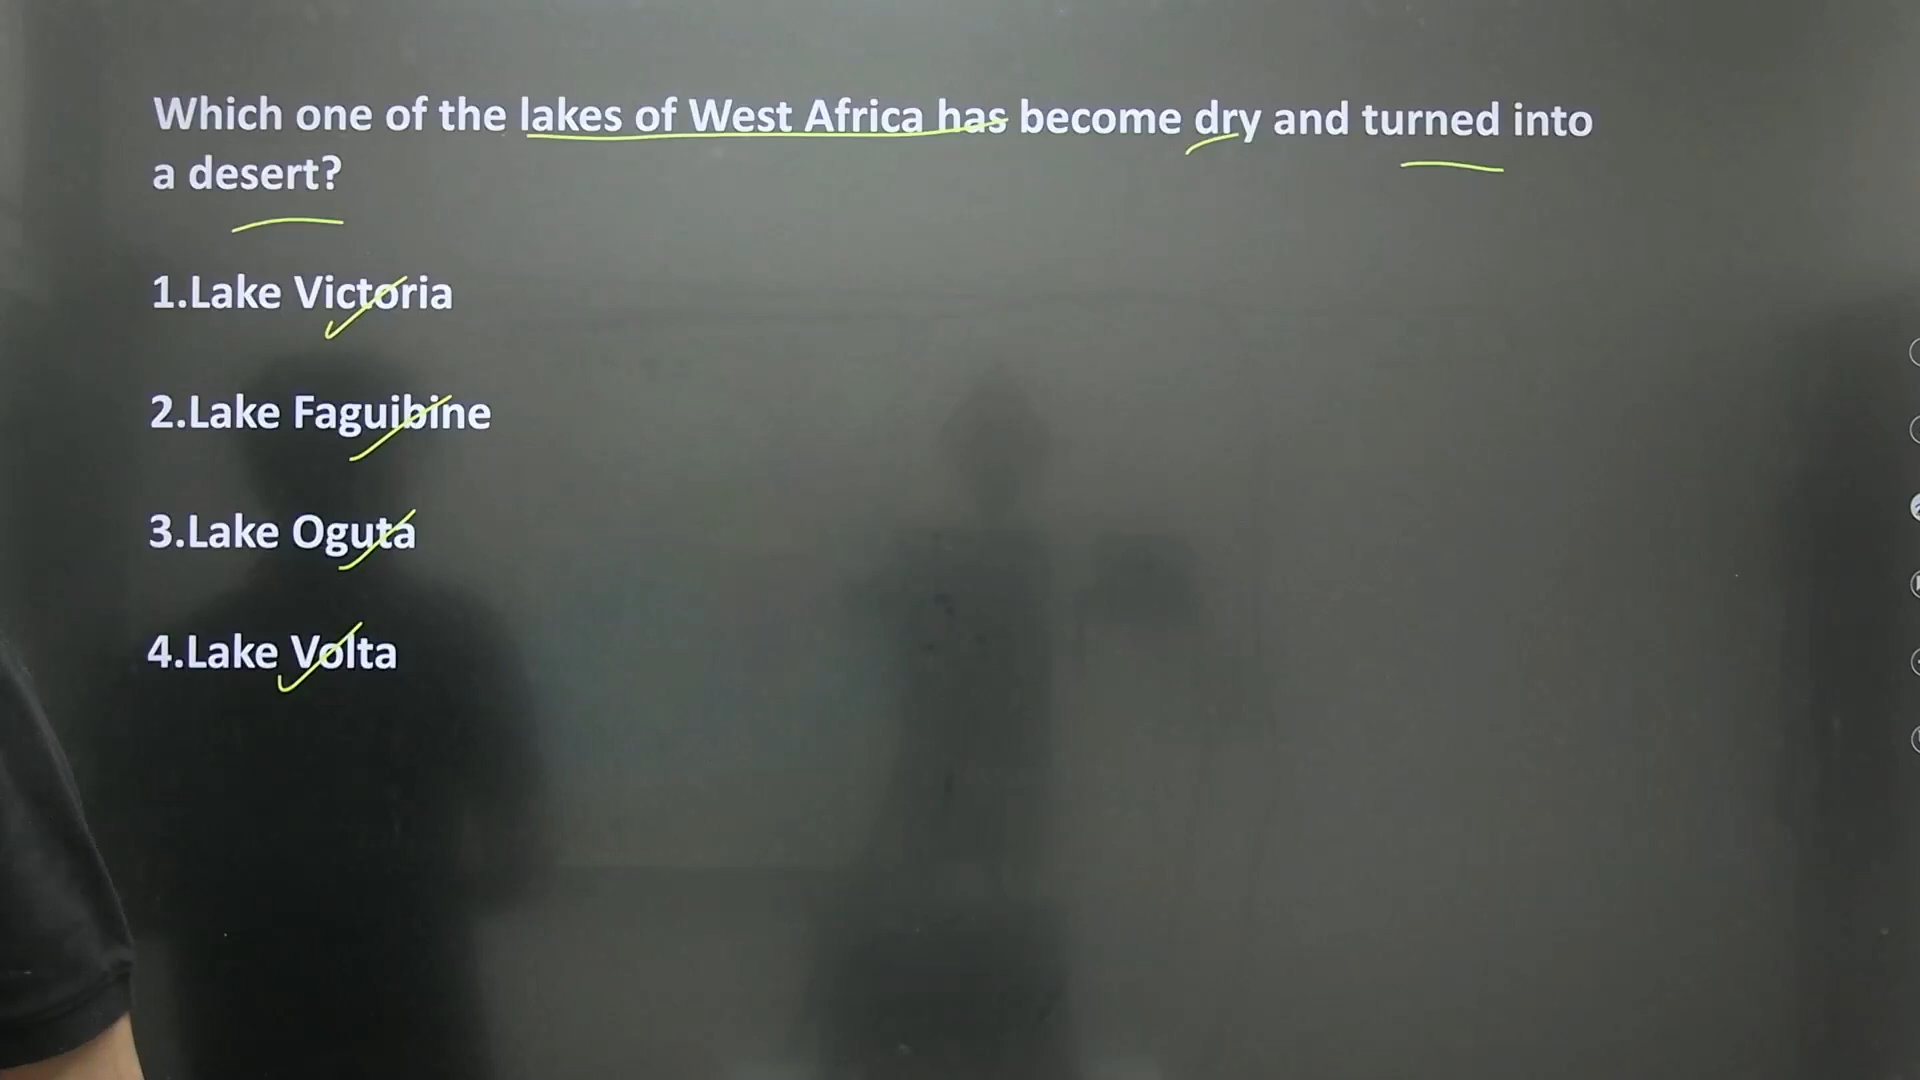 Which one of the lakes of West Africa has become dry and turned into
a desert?
1.Lake Victoria
2.Lake Faguibine
3.Lake Oguta
4.Lake Volta